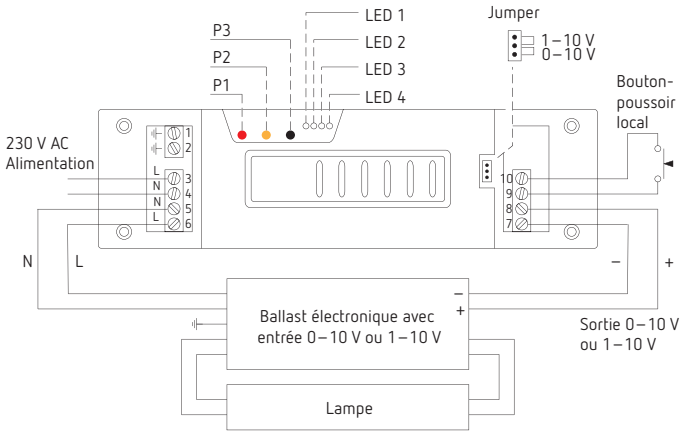 LED 1
Jumper
P3
LED 2
1–10 V
0–10 V
P2
LED 3
P1
LED 4
Bouton-
poussoir
local
230 V AC
Alimentation
1
2
L
3
N
4
N
5
L
6
10
9
8
7
N
L
–
+
–
+
Ballast électronique avec
entrée 0–10 V ou 1–10 V
Sortie 0–10 V
ou 1–10 V
Lampe